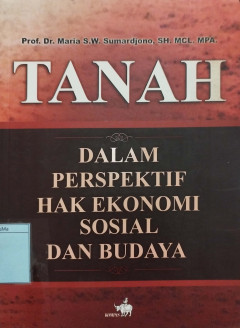 Prof. Dr. Maria S.W. Sumardjono, SH. MCL. MPA
TANAH
DALAM
PERSPEKTIF
HAK EKONOMI
SOSIAL
DAN BUDAYA